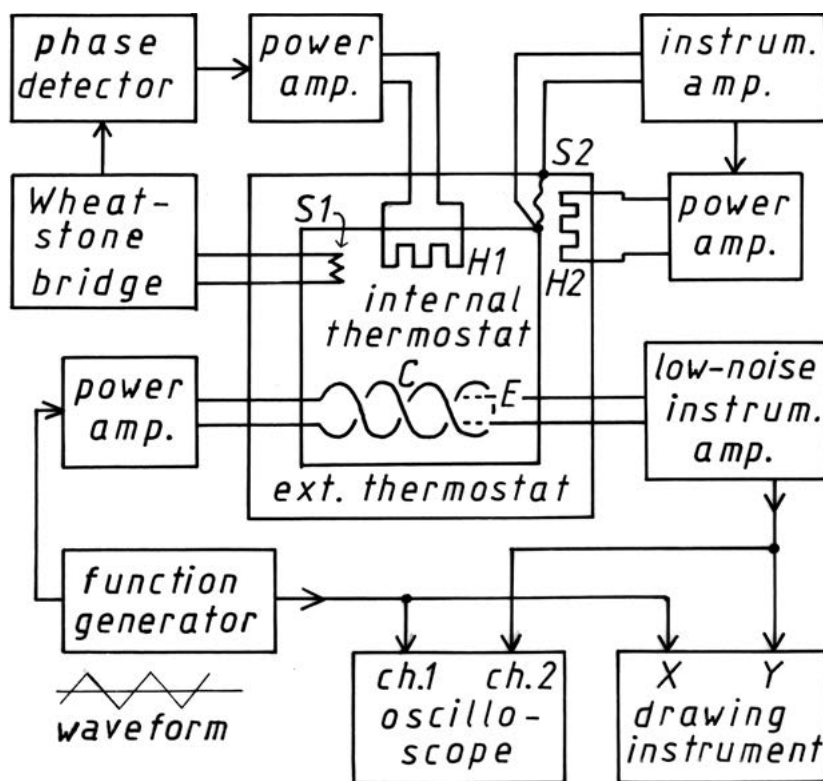 phase
detector
power
amp.
instrum.
amp.
Wheat-
stone
bridge
S1
H1
S2
H2
power
amp.
internal
thermostat
power
amp.
C
E
low-noise
instrum.
amp.
ext. thermostat
function
generator
waveform
ch.1 ch.2
oscillo-
scope
X Y
drawing
instrument